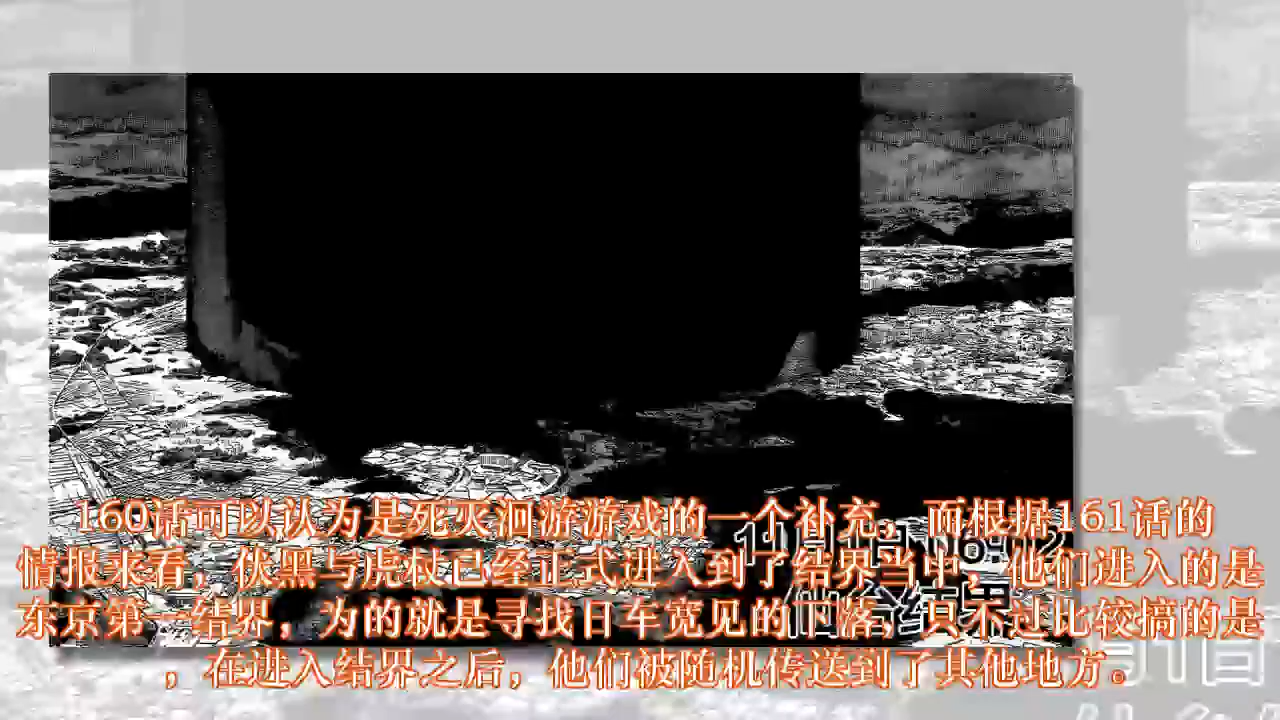 160话可以认为是死灭洄游游戏的一个补充，而根据161话的
情报来看，伏黑与虎杖已经正式进入到了结界当中，他们进入的是
东京第一结界，为的就是寻找日车宽见的下落，只不过比较搞的是
，在进入结界之后，他们被随机传送到了其他地方。
仙台结界